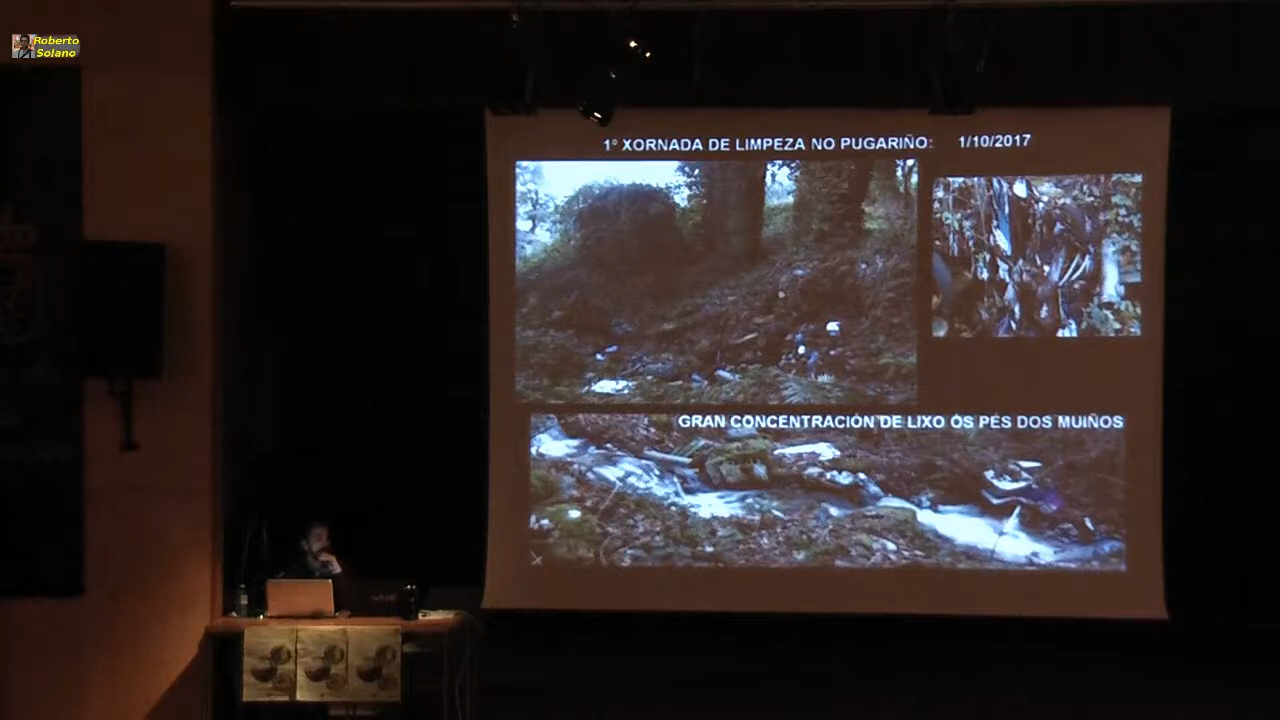 Roberto
Solano
1º XORNADA DE LIMPEZA NO PUGARIÑO: 1/10/2017
GRAN CONCENTRACIÓN DE LIXO ÓS PÉS DOS MUIÑOS